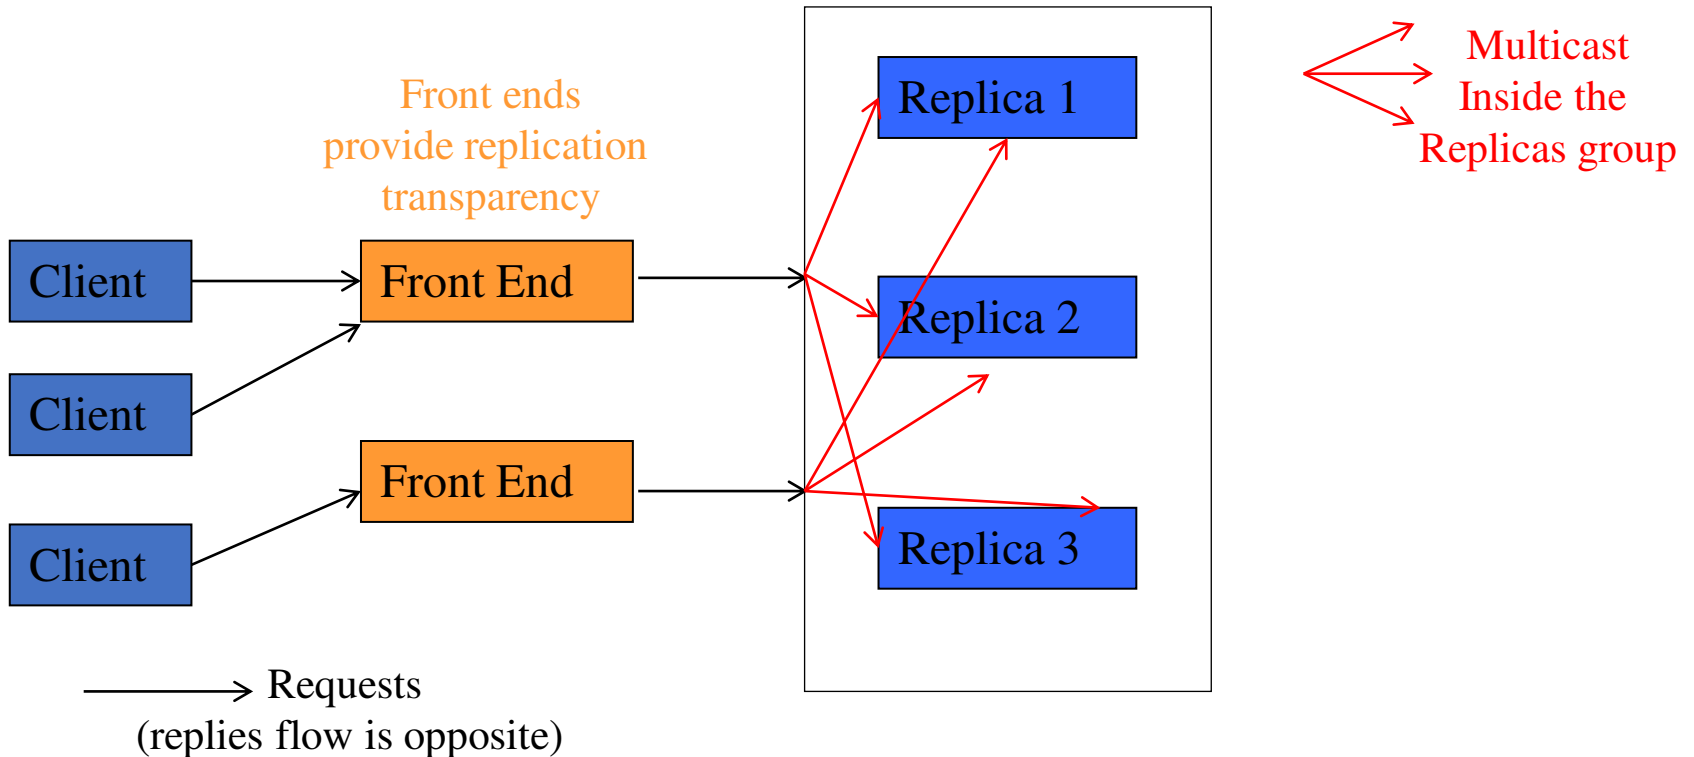 Front ends
provide replication
transparency
Multicast
Inside the
Replicas group
Client
Client
Client
Front End
Front End
Replica 1
Replica 2
Replica 3
Requests
(replies flow is opposite)